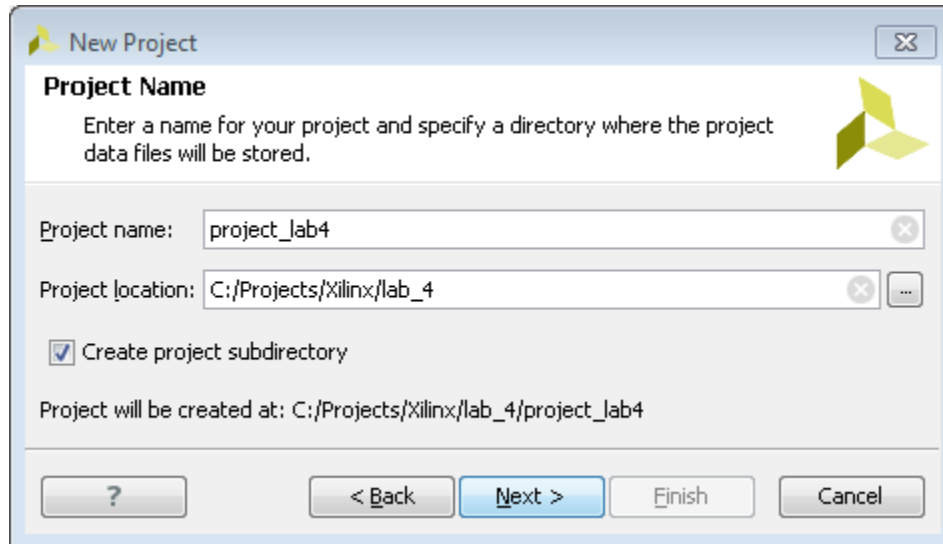 New Project
Project Name
Enter a name for your project and specify a directory where the project
data files will be stored.
Project name: project_lab4
Project location: C:/Projects/Xilinx/lab_4 ...
Create project subdirectory
Project will be created at: C:/Projects/Xilinx/lab_4/project_lab4
? < Back Next > Finish Cancel